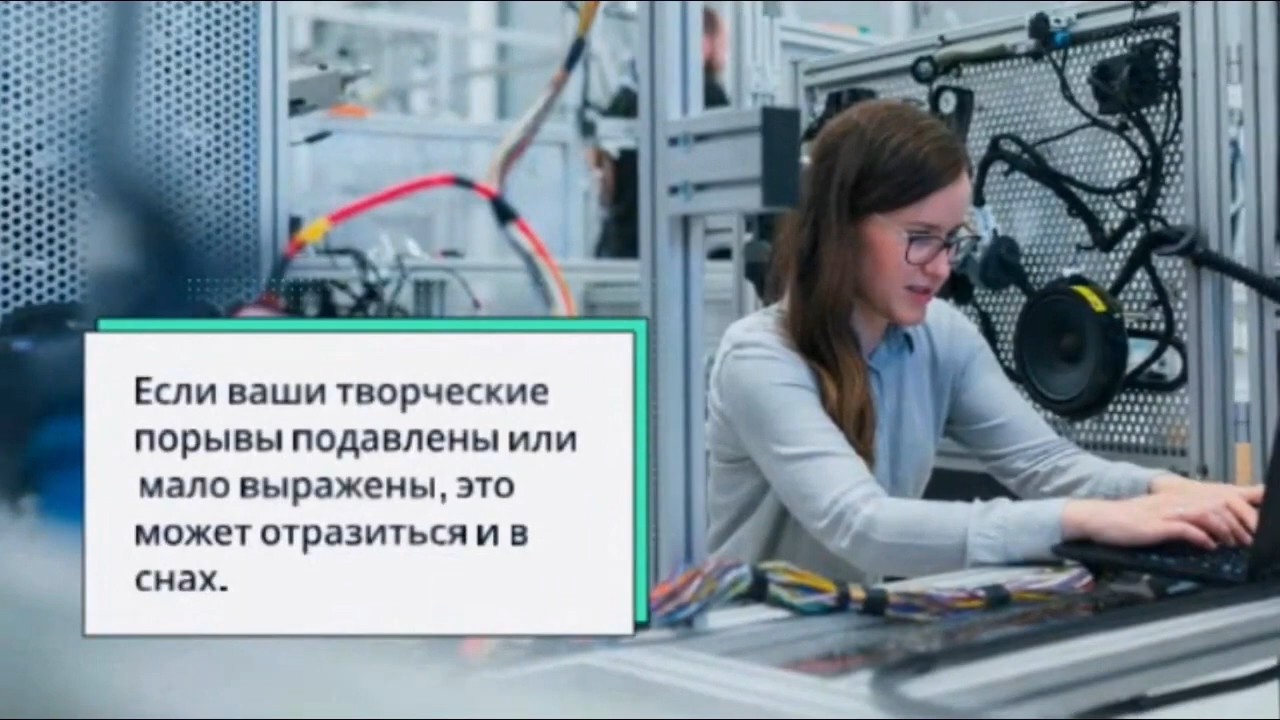 Если ваши творческие
порывы подавлены или
мало выражены, это
может отразиться и в
снах.